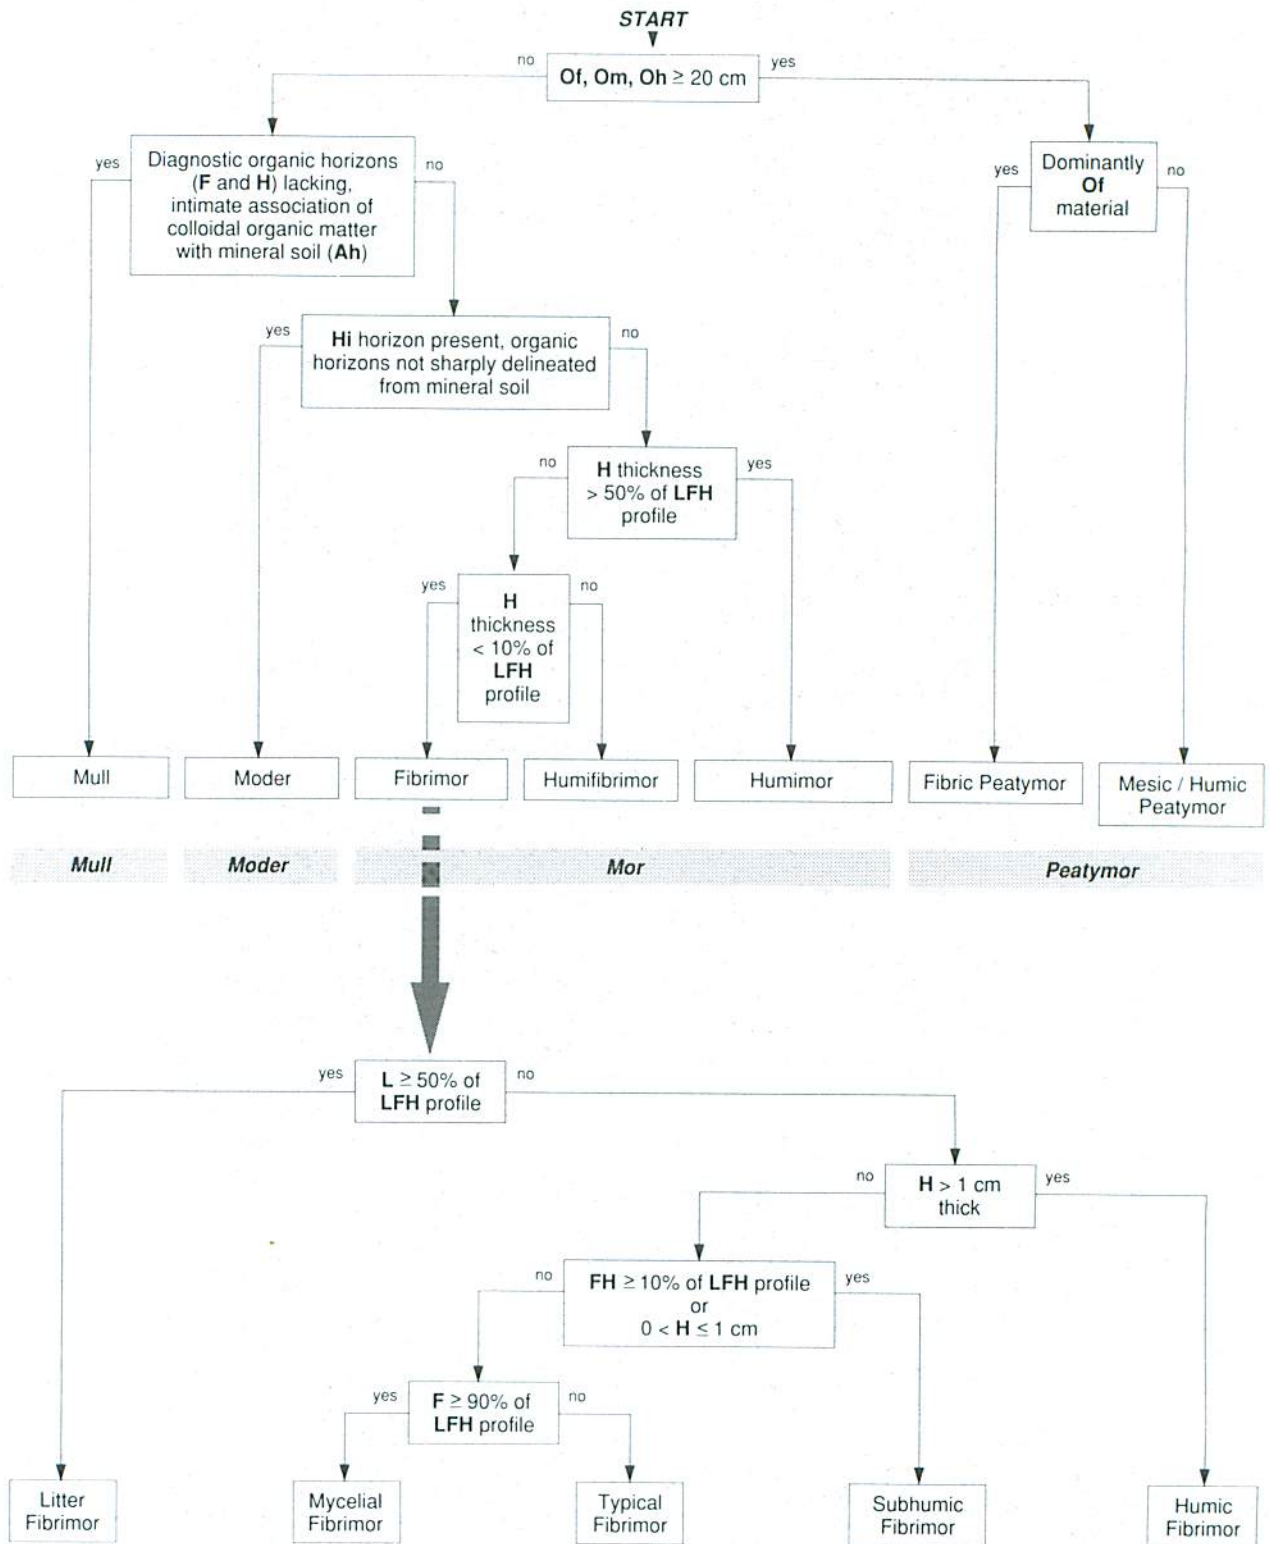 START
no
Of, Om, Oh ≥ 20 cm
yes
yes
Diagnostic organic horizons
(F and H) lacking,
intimate association of
colloidal organic matter
with mineral soil (Ah)
no
yes
Dominantly
Of
material
no
yes
Hi horizon present, organic
horizons not sharply delineated
from mineral soil
no
no
H thickness
> 50% of LFH
profile
yes
yes
H
thickness
< 10% of
LFH
profile
no
Mull
Moder
Fibrimor
Humifibrimor
Humimor
Fibric Peatymor
Mesic / Humic
Peatymor
Mull
Moder
Mor
Peatymor
yes
L ≥ 50% of
LFH profile
no
no
H > 1 cm
thick
yes
no
FH ≥ 10% of LFH profile
or
0 < H ≤ 1 cm
yes
yes
F ≥ 90% of
LFH profile
no
Litter
Fibrimor
Mycelial
Fibrimor
Typical
Fibrimor
Subhumic
Fibrimor
Humic
Fibrimor